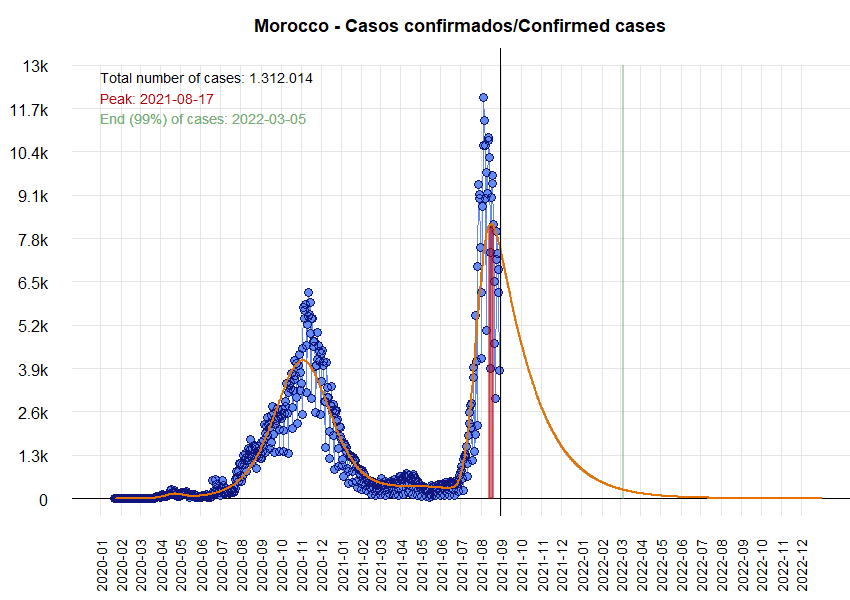 Morocco - Casos confirmados/Confirmed cases
13k
Total number of cases: 1.312.014
Peak: 2021-08-17
11.7k
End (99%) of cases: 2022-03-05
10.4k
9.1k
7.8k
6.5k
5.2k
3.9k
2.6k
1.3k
0
2020-01
2020-02
2020-03
2020-04
2020-05
2020-06
2020-07
2020-08
2020-09
2020-10
2020-11
2020-12
2021-01
2021-02
2021-03
2021-04
2021-05
2021-06
2021-07
2021-08
2021-09
2021-10
2021-11
2021-12
2022-01
2022-02
2022-03
2022-04
2022-05
2022-06
2022-07
2022-08
2022-09
2022-10
2022-11
2022-12